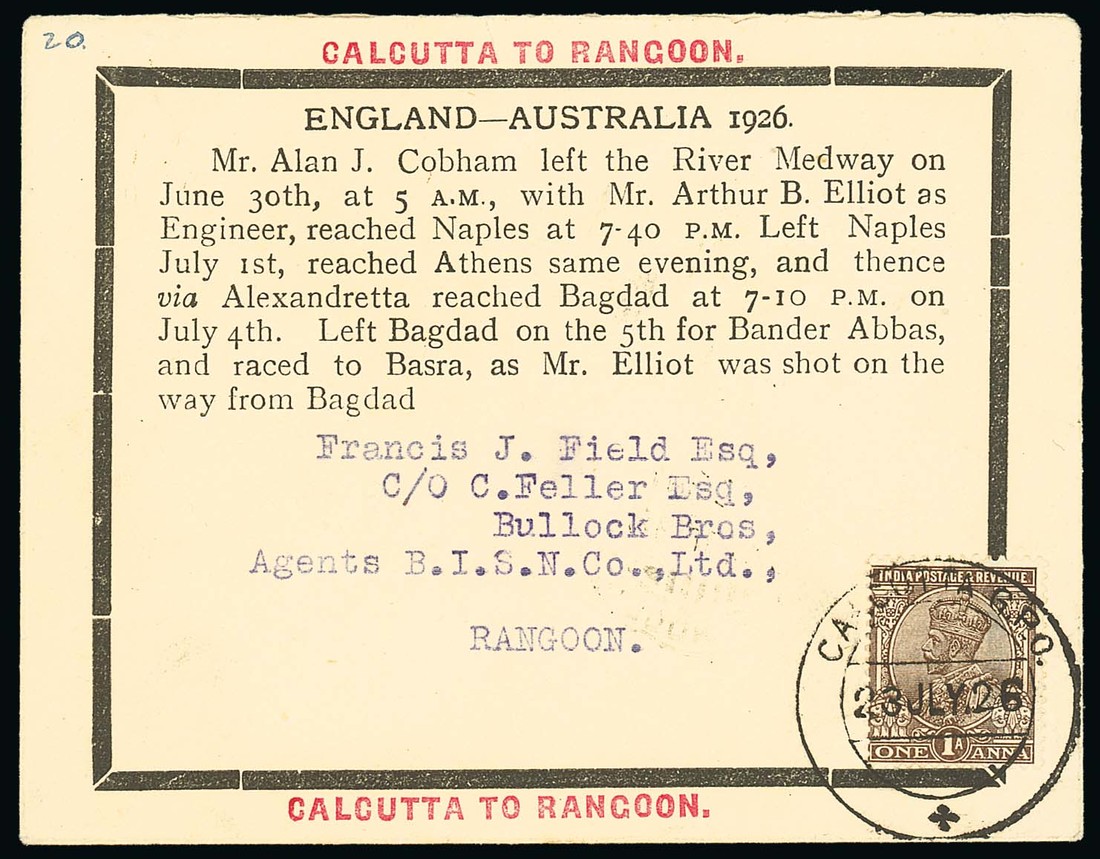 20.
CALCUTTA TO RANGOON.
ENGLAND—AUSTRALIA 1926.
Mr. Alan J. Cobham left the River Medway on
June 30th, at 5 A.M., with Mr. Arthur B. Elliot as
Engineer, reached Naples at 7-40 P.M. Left Naples
July 1st, reached Athens same evening, and thence
via Alexandretta reached Bagdad at 7-10 P.M. on
July 4th. Left Bagdad on the 5th for Bander Abbas,
and raced to Basra, as Mr. Elliot was shot on the
way from Bagdad
Francis J. Field Esq,
C/O C.Feller Esq,
Bullock Bros,
Agents B.I.S.N.Co.,Ltd.,
RANGOON.
INDIA POSTAGE & REVENUE
CALCUTTA G.P.O.
23 JLY.26
ONE 1A ANNA
CALCUTTA TO RANGOON.